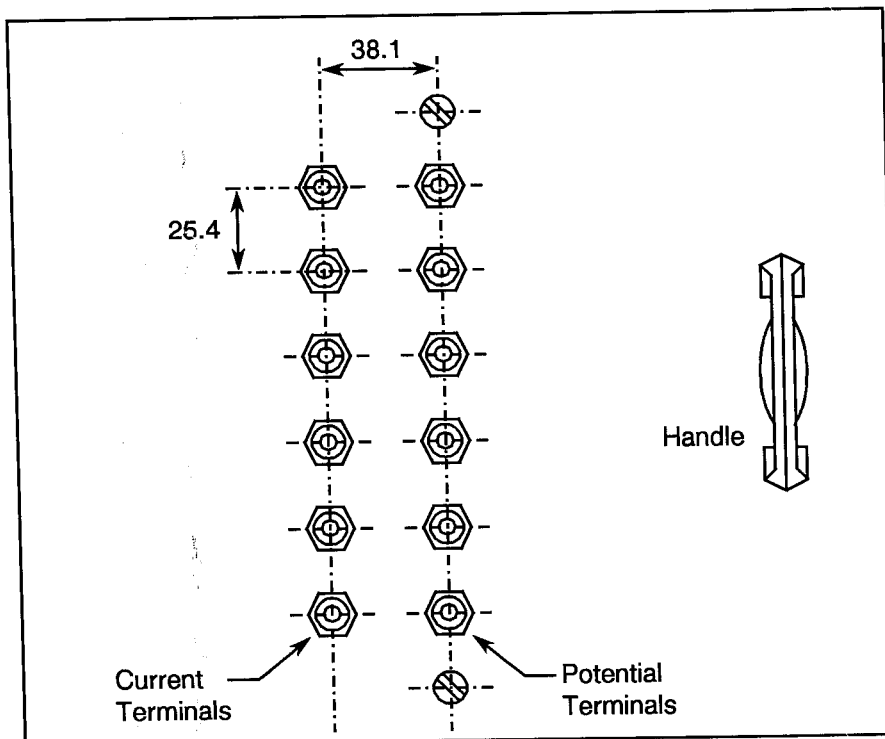 38.1
25.4
Handle
Current
Terminals
Potential
Terminals